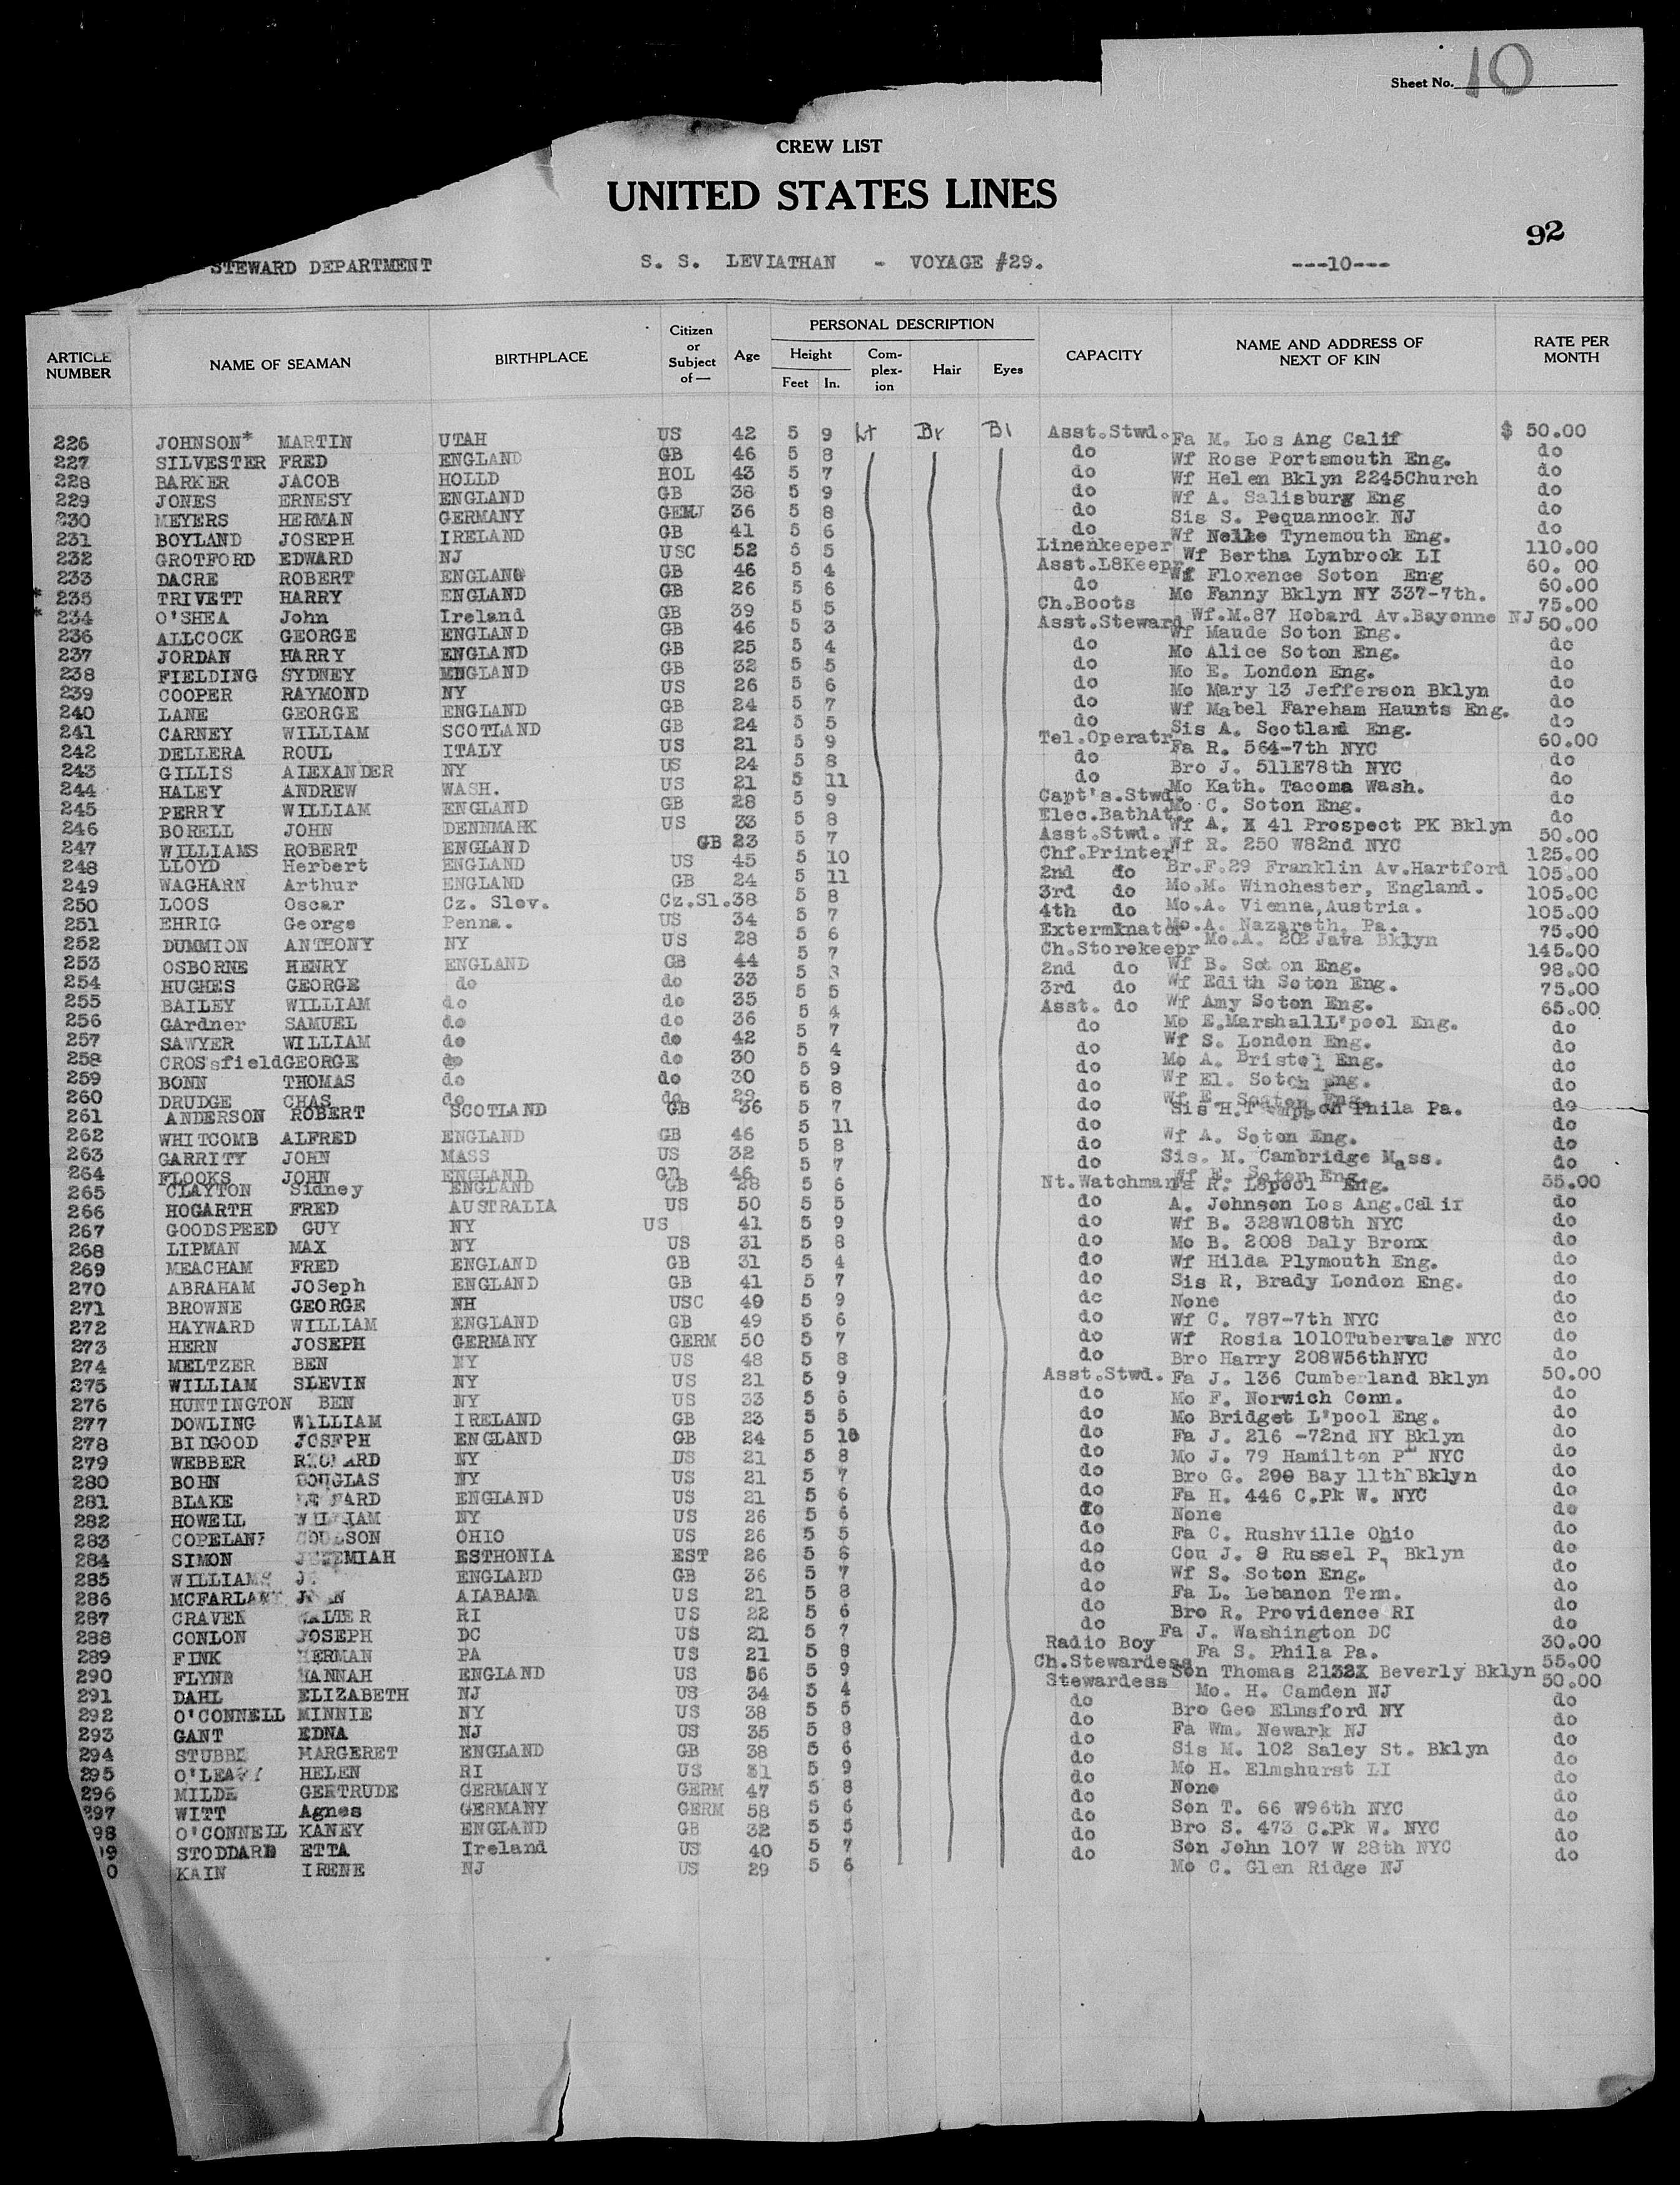 Sheet No. 10
CREW LIST
UNITED STATES LINES
92
STEWARD DEPARTMENT S. S. LEVIATHAN - VOYAGE #29. ---10---
ARTICLE NUMBER NAME OF SEAMAN BIRTHPLACE Citizen or Subject of— Age PERSONAL DESCRIPTION Height Feet In. Com-plex-ion Hair Eyes CAPACITY NAME AND ADDRESS OF NEXT OF KIN RATE PER MONTH
226 JOHNSON* MARTIN UTAH US 42 5 9 Lt Br Bl Asst.Stwd. Fa M. Los Ang Calif $ 50.00
227 SILVESTER FRED ENGLAND GB 46 5 8 do Wf Rose Portsmouth Eng. do
228 BARKER JACOB HOLLD HOL 43 5 7 do Wf Helen Bklyn 2245Church do
229 JONES ERNESY ENGLAND GB 38 5 9 do Wf A. Salisburg Eng do
230 MEYERS HERMAN GERMANY 36 5 8 do Sis S. Pequannock NJ do
231 BOYLAND JOSEPH IRELAND GB 41 5 6 do Wf Tynemouth Eng. do
232 GROTFORD EDWARD NJ USC 52 5 5 Linenkeeper Wf Bertha Lynbrook LI 110.00
233 DACRE ROBERT ENGLAND GB 46 5 4 Asst.L8Keepr Wf Florence Soton Eng 60. 00
* 235 TRIVETT HARRY ENGLAND GB 26 5 6 do Mo Fanny Bklyn NY 337-7th. 60.00
* 234 O'SHEA John Ireland GB 39 5 5 Ch.Boots Wf.M.87 Hobard Av.Bayonne NJ 75.00
236 ALLCOCK GEORGE ENGLAND GB 46 5 3 Asst.Steward Wf Maude Soton Eng. 50.00
237 JORDAN HARRY ENGLAND GB 25 5 4 do Mo Alice Soton Eng. do
238 FIELDING SYDNEY ENGLAND GB 32 5 5 do Mo E. London Eng. do
239 COOPER RAYMOND NY US 26 5 6 do Mo Mary 13 Jefferson Bklyn do
240 LANE GEORGE ENGLAND GB 24 5 7 do Wf Mabel Fareham Haunts Eng. do
241 CARNEY WILLIAM SCOTLAND GB 24 5 5 do Sis A. Scotland Eng. do
242 DELLERA ROUL ITALY US 21 5 9 Tel.Operatr Fa R. 564-7th NYC 60.00
243 GILLIS ALEXANDER NY US 24 5 8 do Bro J. 511E78th NYC do
244 HALEY ANDREW WASH. US 21 5 11 do Mo Kath. Tacoma Wash. do
245 PERRY WILLIAM ENGLAND GB 28 5 9 Capt's.Stwd. Mo C. Soton Eng. do
246 BORELL JOHN DENNMARK US 33 5 8 Elec.BathAt. Wf A. X 41 Prospect PK Bklyn do
247 WILLIAMS ROBERT ENGLAND GB 23 5 7 Asst.Stwd. Wf R. 250 W82nd NYC 50.00
248 LLOYD Herbert ENGLAND US 45 5 10 Chf.Printer Br.F.29 Franklin Av.Hartford 125.00
249 WAGHARN Arthur ENGLAND GB 24 5 11 2nd do Mo.M. Winchester, England. 105.00
250 LOOS Oscar Cz. Slov. Cz.Sl. 38 5 8 3rd do Mo.A. Vienna,Austria. 105.00
251 EHRIG George Penna. US 34 5 7 4th do Mo.A. Nazareth, Pa. 105.00
252 DUMMION ANTHONY NY US 28 5 6 Exterminator Mo.A. 202 Java Bklyn 75.00
253 OSBORNE HENRY ENGLAND GB 44 5 7 Ch.Storekeepr Wf B. Soton Eng. 145.00
254 HUGHES GEORGE do do 33 5 8 2nd do Wf Edith Soton Eng. 98.00
255 BAILEY WILLIAM do do 35 5 5 3rd do Wf Amy Soton Eng. 75.00
256 GArdner SAMUEL do do 36 5 4 Asst. do Mo E.MarshallL'pool Eng. 65.00
257 SAWYER WILLIAM do do 42 5 7 do Wf S. London Eng. do
258 CROSsfieldGEORGE do do 30 5 4 do Mo A. Bristol Eng. do
259 BONN THOMAS do do 30 5 9 do Wf El. Soton Eng. do
260 DRUDGE CHAS do do 29 5 8 do Wf E. Eng. do
261 ANDERSON ROBERT SCOTLAND GB 36 5 7 do Sis H. Phila Pa. do
262 WHITCOMB ALFRED ENGLAND GB 46 5 11 do Wf A. Soton Eng. do
263 GARRITY JOHN MASS US 32 5 8 do Sis. M. Cambridge Mass. do
264 FLOOKS JOHN ENGLAND GB 46 5 7 do Wf E. Soton Eng. do
265 CLAYTON Sidney ENGLAND GB 28 5 6 Nt.Watchman R. Eng. 55.00
266 HOGARTH FRED AUSTRALIA US 50 5 5 do A. Johnson Los Ang.Calif do
267 GOODSPEED GUY NY US 41 5 9 do Wf B. 328W108th NYC do
268 LIPMAN MAX NY US 31 5 8 do Mo B. 2008 Daly Bronx do
269 MEACHAM FRED ENGLAND GB 31 5 4 do Wf Hilda Plymouth Eng. do
270 ABRAHAM JOSeph ENGLAND GB 41 5 7 do Sis R, Brady London Eng. do
271 BROWNE GEORGE NH USC 49 5 9 do None do
272 HAYWARD WILLIAM ENGLAND GB 49 5 6 do Wf C. 787-7th NYC do
273 HERN JOSEPH GERMANY GERM 50 5 7 do Wf Rosia 1010Tubervale NYC do
274 MELTZER BEN NY US 48 5 8 do Bro Harry 208W56thNYC do
275 WILLIAM SLEVIN NY US 21 5 9 Asst.Stwd. Fa J. 136 Cumberland Bklyn 50.00
276 HUNTINGTON BEN NY US 33 5 6 do Mo F. Norwich Conn. do
277 DOWLING WILLIAM IRELAND GB 23 5 5 do Mo Bridget L'pool Eng. do
278 BIDGOOD JOSEPH ENGLAND GB 24 5 10 do Fa J. 216 -72nd NY Bklyn do
279 WEBBER RICHARD NY US 21 5 8 do Mo J. 79 Hamilton Pl NYC do
280 BOHN DOUGLAS NY US 21 5 7 do Bro G. 290 Bay 11th Bklyn do
281 BLAKE ENGLAND US 21 5 6 do Fa H. 446 C.Pk W. NYC do
282 HOWELL WILLIAM NY US 26 5 6 do None do
283 COPELAND OHIO US 26 5 5 do Fa C. Rushville Ohio do
284 SIMON JEREMIAH ESTHONIA EST 26 5 6 do Cou J. 8 Russel P. Bklyn do
285 WILLIAMS ENGLAND GB 36 5 7 do Wf S. Soton Eng. do
286 MCFARLANT ALABAMA US 21 5 8 do Fa L. Lebanon Tenn. do
287 CRAVEN WALTER RI US 22 5 6 do Bro R. Providence RI do
288 CONLON JOSEPH DC US 21 5 7 do Fa J. Washington DC do
289 FINK HERMAN PA US 21 5 8 Radio Boy Fa S. Phila Pa. 30.00
290 FLYNN HANNAH ENGLAND US 56 5 9 Ch.Stewardess Son Thomas Beverly Bklyn 55.00
291 DAHL ELIZABETH NJ US 34 5 4 Stewardess Mo. H. Camden NJ 50.00
292 O'CONNELL MINNIE NY US 38 5 5 do Bro Geo Elmsford NY do
293 GANT EDNA NJ US 35 5 8 do Fa Wm. Newark NJ do
294 STUBBE MARGERET ENGLAND GB 38 5 6 do Sis M. 102 Saley St. Bklyn do
295 O'LEARY HELEN RI US 31 5 9 do Mo H. Elmshurst LI do
296 MILDE GERTRUDE GERMANY GERM 47 5 8 do None do
297 WITT Agnes GERMANY GERM 58 5 6 do Son T. 66 W96th NYC do
98 O'CONNELL KANEY ENGLAND GB 32 5 5 do Bro S. 473 C.Pk W. NYC do
9 STODDARD ETTA Ireland US 40 5 7 do Son John 107 W 28th NYC do
0 KAIN IRENE NJ US 29 5 6 do Mo C. Glen Ridge NJ do